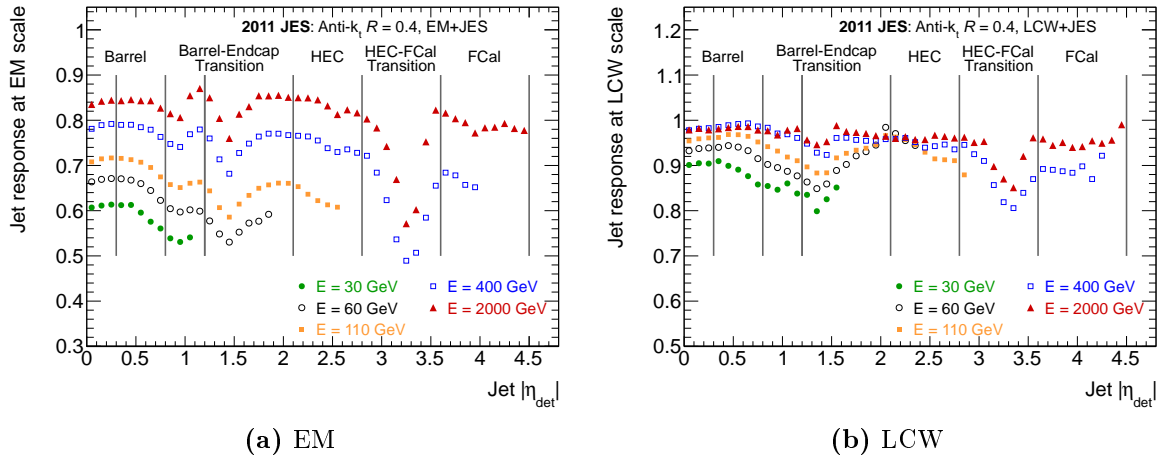 2011 JES: Anti-kt R = 0.4, EM+JES
Barrel
Barrel-Endcap
Transition
HEC
HEC-FCal
Transition
FCal
Jet response at EM scale
1
0.9
0.8
0.7
0.6
0.5
0.4
0.3
E = 30 GeV
E = 60 GeV
E = 110 GeV
E = 400 GeV
E = 2000 GeV
0 0.5 1 1.5 2 2.5 3 3.5 4 4.5
Jet |ηdet|
(a) EM
2011 JES: Anti-kt R = 0.4, LCW+JES
Barrel
Barrel-Endcap
Transition
HEC
HEC-FCal
Transition
FCal
Jet response at LCW scale
1.2
1.1
1
0.9
0.8
0.7
0.6
0.5
E = 30 GeV
E = 60 GeV
E = 110 GeV
E = 400 GeV
E = 2000 GeV
0 0.5 1 1.5 2 2.5 3 3.5 4 4.5
Jet |ηdet|
(b) LCW